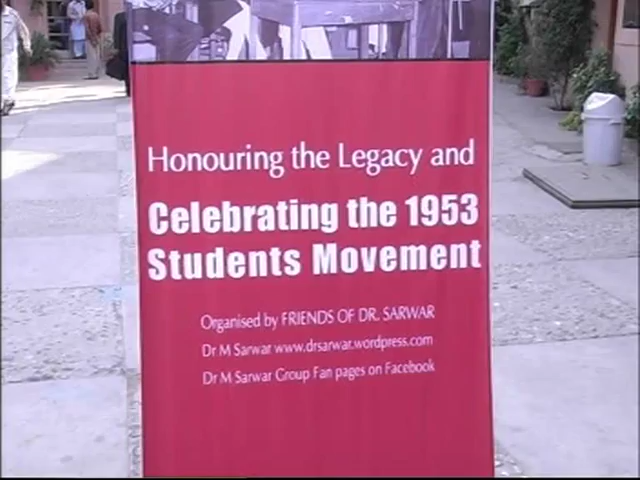 Honouring the Legacy and
Celebrating the 1953
Students Movement
Organised by FRIENDS OF DR. SARWAR
Dr M Sarwar www.drsarwar.wordpress.com
Dr M Sarwar Group Fan pages on Facebook